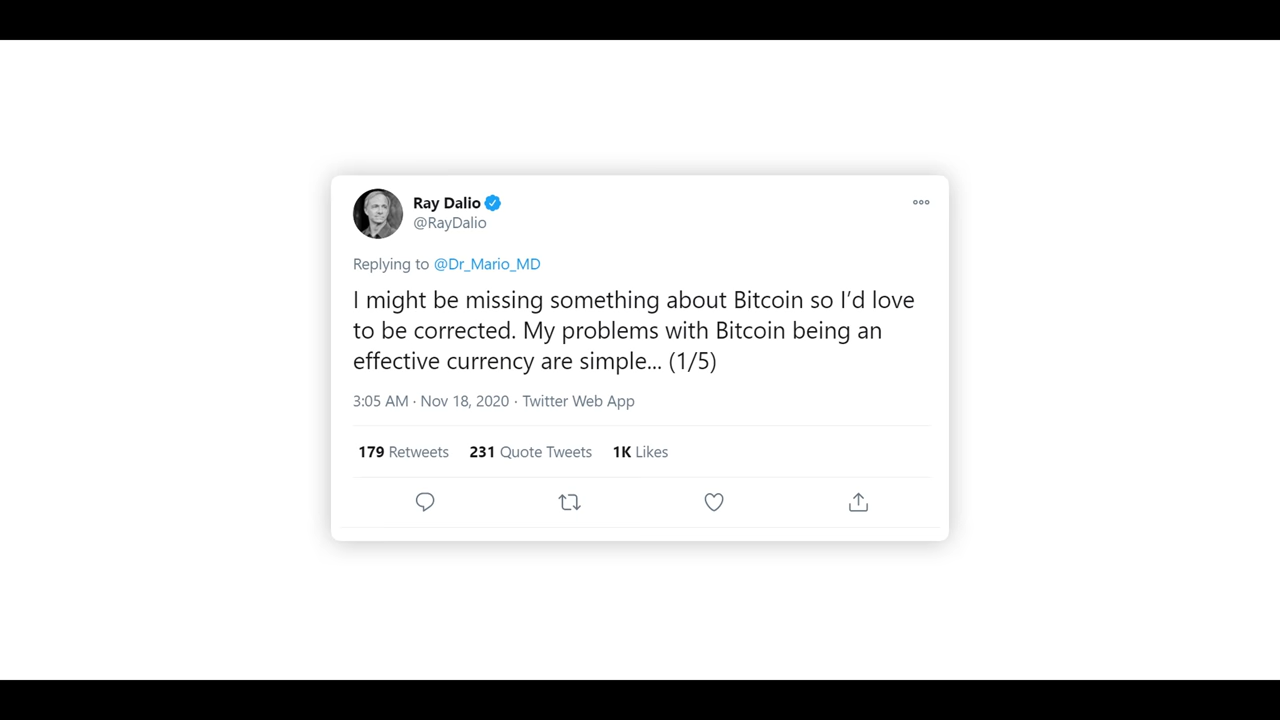 Ray Dalio
@RayDalio
Replying to @Dr_Mario_MD
I might be missing something about Bitcoin so I’d love
to be corrected. My problems with Bitcoin being an
effective currency are simple... (1/5)
3:05 AM · Nov 18, 2020 · Twitter Web App
179 Retweets 231 Quote Tweets 1K Likes